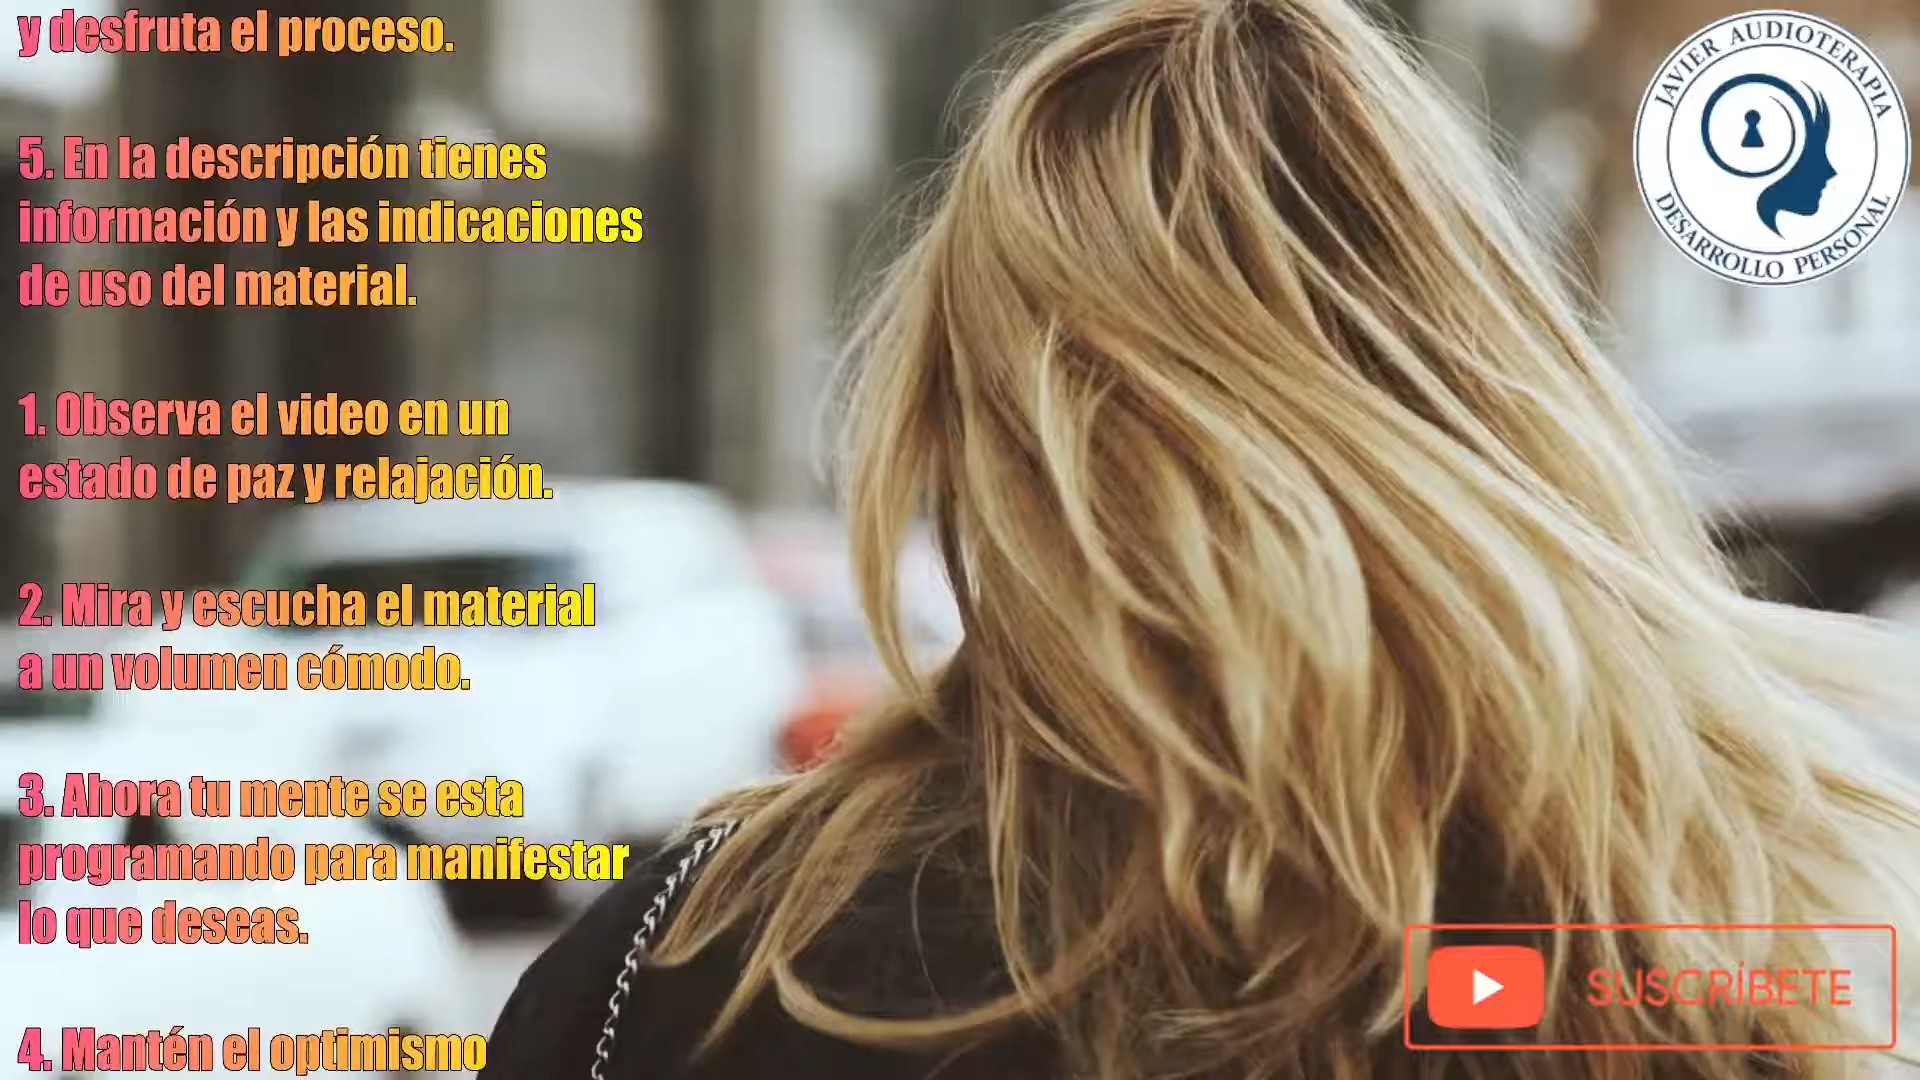 y desfruta el proceso.
5. En la descripción tienes
información y las indicaciones
de uso del material.
1. Observa el video en un
estado de paz y relajación.
2. Mira y escucha el material
a un volumen cómodo.
3. Ahora tu mente se esta
programando para manifestar
lo que deseas.
4. Mantén el optimismo
JAVIER AUDIOTERAPIA
DESARROLLO PERSONAL
SUSCRÍBETE